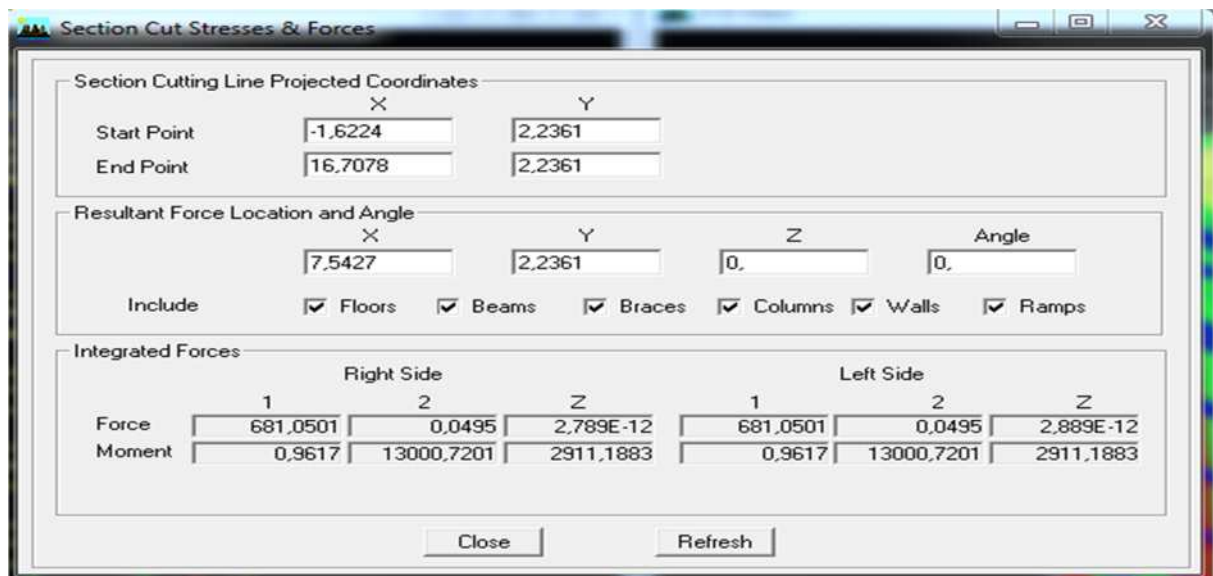 Section Cut Stresses & Forces
Section Cutting Line Projected Coordinates
X Y
Start Point -1,6224 2,2361
End Point 16,7078 2,2361
Resultant Force Location and Angle
X Y Z Angle
7,5427 2,2361 0, 0,
Include Floors Beams Braces Columns Walls Ramps
Integrated Forces
Right Side Left Side
1 2 Z 1 2 Z
Force 681,0501 0,0495 2,789E-12 681,0501 0,0495 2,889E-12
Moment 0,9617 13000,7201 2911,1883 0,9617 13000,7201 2911,1883
Close Refresh